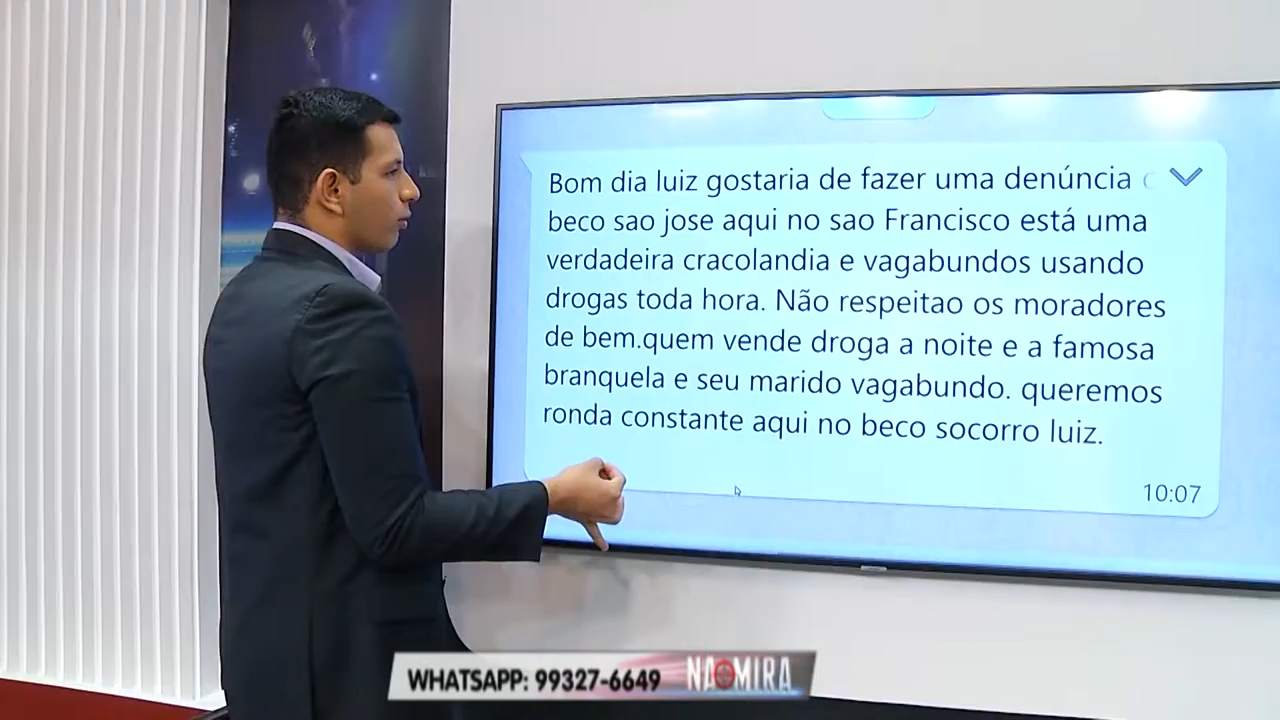 Bom dia luiz gostaria de fazer uma denúncia
beco sao jose aqui no sao Francisco está uma
verdadeira cracolandia e vagabundos usando
drogas toda hora. Não respeitao os moradores
de bem.quem vende droga a noite e a famosa
branquela e seu marido vagabundo. queremos
ronda constante aqui no beco socorro luiz.
10:07
WHATSAPP: 99327-6649 NA MIRA